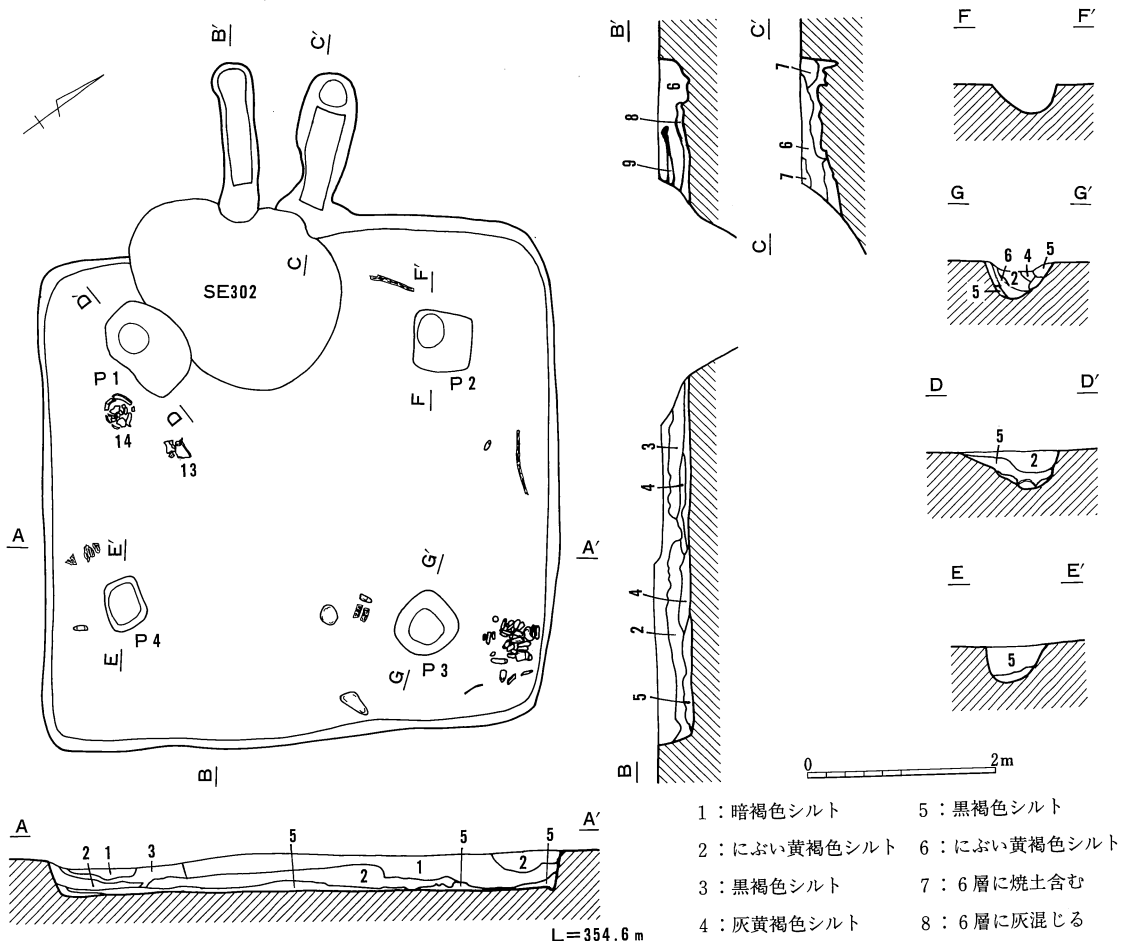 B′
C′
SE302
C
D′
F′
P1
P2
F
14
D
13
A
A′
E′
G′
P4
E
P3
G
B
A
A′
2
1
3
5
2
1
5
2
5
L=354.6m
B′
C′
6
8
9
7
6
7
C
3
4
4
2
5
B
F
F′
G
G′
6
4
5
2
5
D
D′
5
2
E
E′
5
0
2m
1：暗褐色シルト
2：にぶい黄褐色シルト
3：黒褐色シルト
4：灰黄褐色シルト
5：黒褐色シルト
6：にぶい黄褐色シルト
7：6層に焼土含む
8：6層に灰混じる